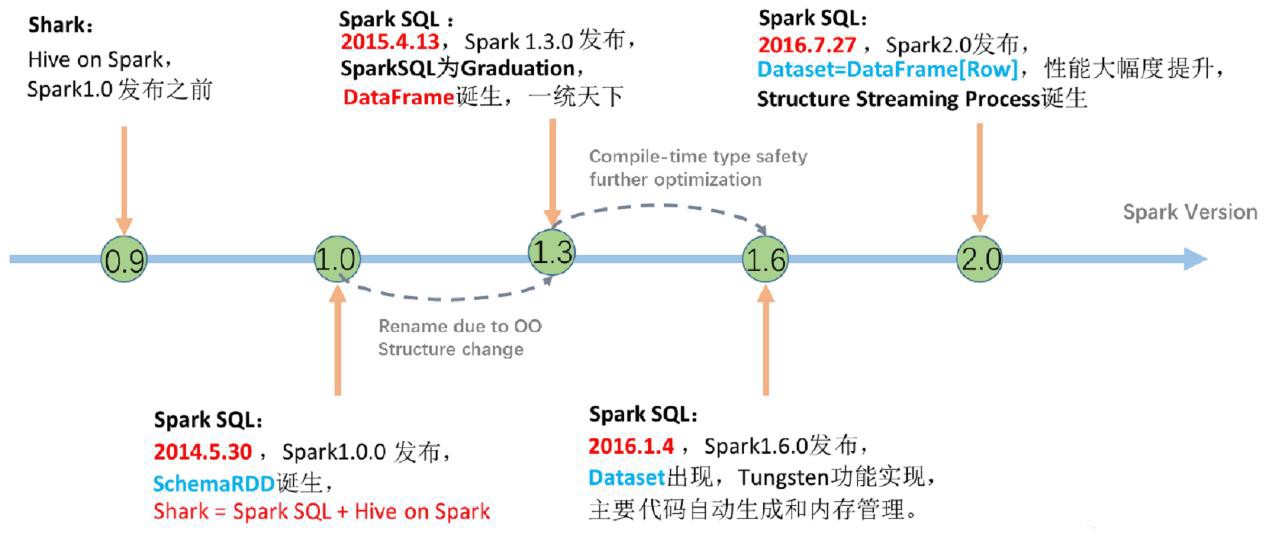 Shark：
Hive on Spark，
Spark1.0 发布之前
Spark SQL ：
2015.4.13， Spark 1.3.0 发布，
SparkSQL为Graduation，
DataFrame诞生，一统天下
Spark SQL:
2016.7.27 ，Spark2.0发布，
Dataset=DataFrame[Row]，性能大幅度提升，
Structure Streaming Process诞生
Compile-time type safety
further optimization
Spark Version
0.9
1.0
1.3
1.6
2.0
Rename due to OO
Structure change
Spark SQL：
2014.5.30 ，Spark1.0.0 发布，
SchemaRDD诞生，
Shark = Spark SQL + Hive on Spark
Spark SQL：
2016.1.4，Spark1.6.0发布，
Dataset出现，Tungsten功能实现，
主要代码自动生成和内存管理。